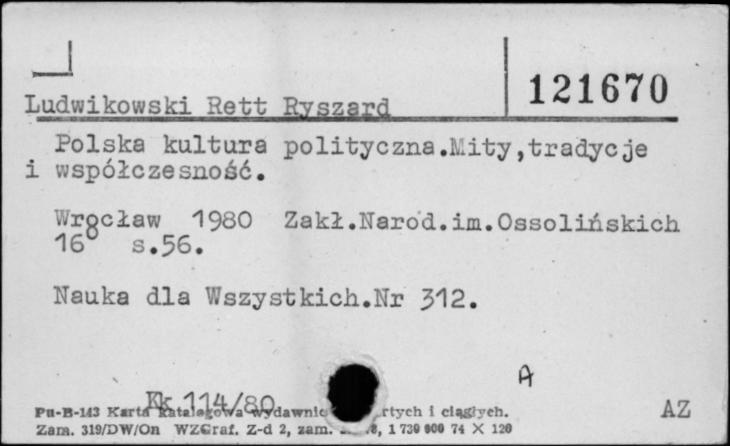 121670
Ludwikowski Rett Ryszard
Polska kultura polityczna.Mity,tradycje
i współczesność.
Wrocław 1980 Zakł.Narod.im.Ossolińskich
16° s.56.
Nauka dla Wszystkich.Nr 312.
A
Kk 114/80
Pu-B-143 Karta katalogowa wydawnic rtych i ciągłych. AZ
Zam. 319/DW/On WZGraf. Z-d 2, zam. 1 730 000 74 X 120